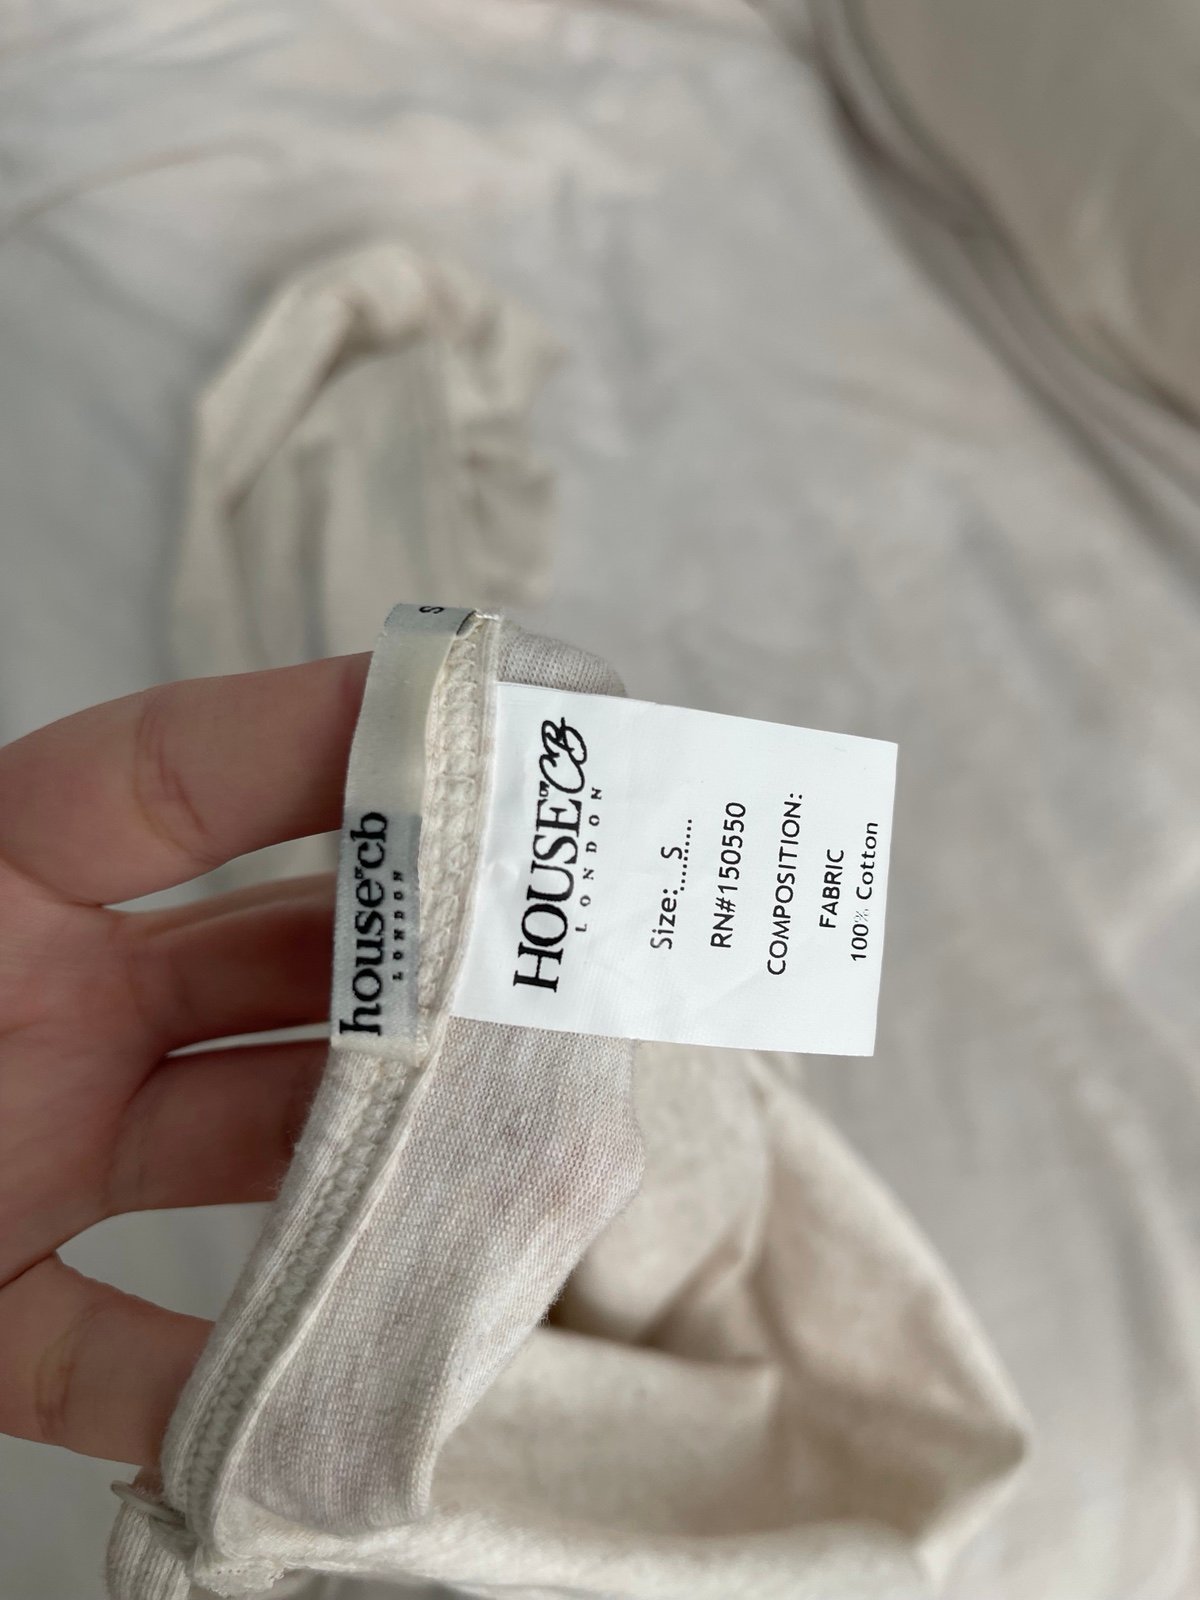 S
house of cb
LONDON
HOUSE OF CB
LONDON
Size:...S......
RN#150550
COMPOSITION:
FABRIC
100% Cotton